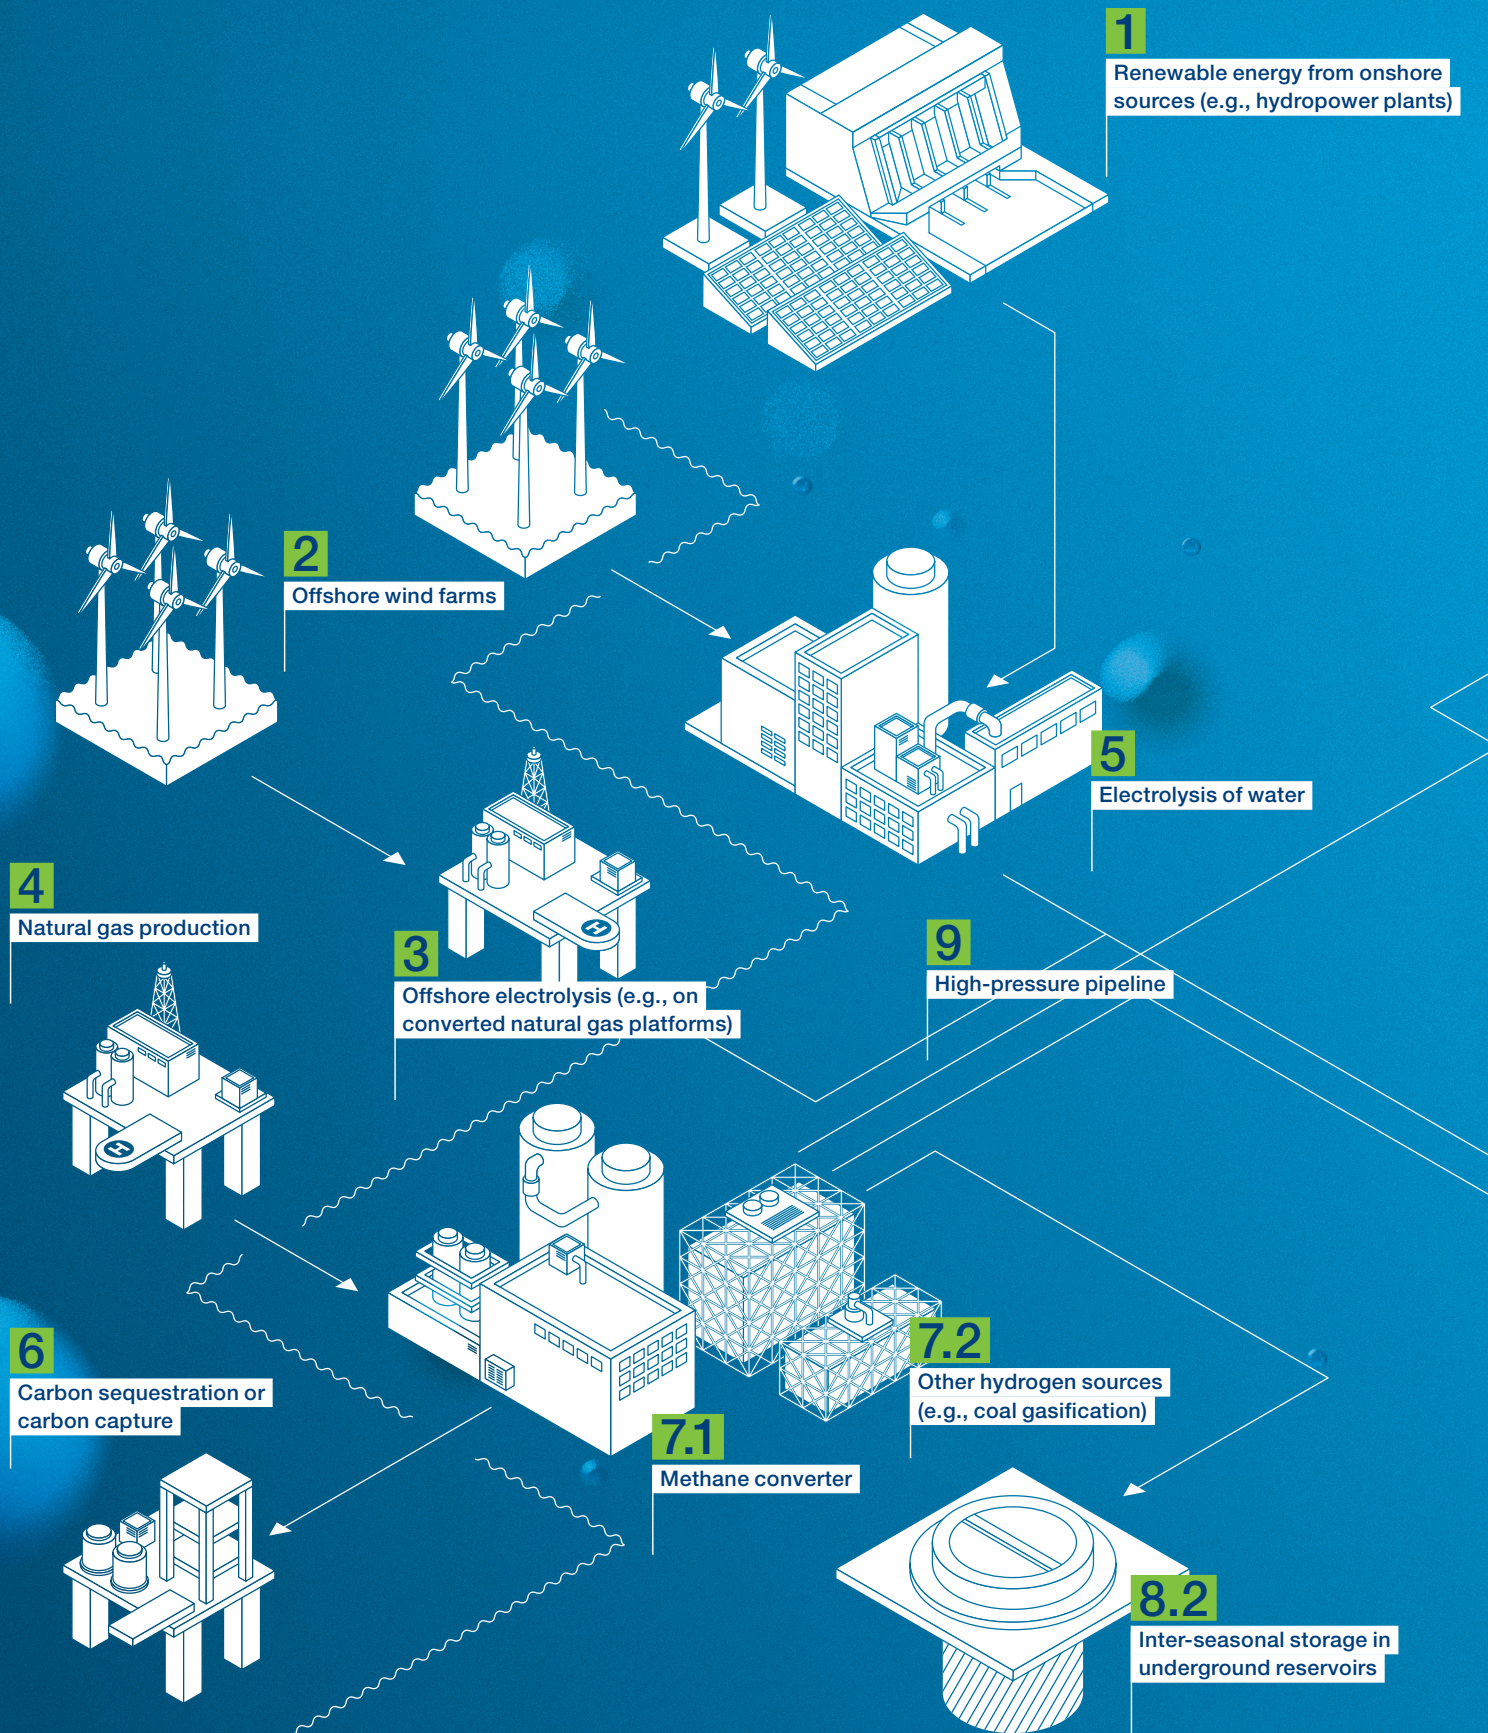 1
Renewable energy from onshore
sources (e.g., hydropower plants)
2
Offshore wind farms
5
Electrolysis of water
4
Natural gas production
3
Offshore electrolysis (e.g., on
converted natural gas platforms)
9
High-pressure pipeline
H
H
6
Carbon sequestration or
carbon capture
7.2
Other hydrogen sources
(e.g., coal gasification)
7.1
Methane converter
8.2
Inter-seasonal storage in
underground reservoirs